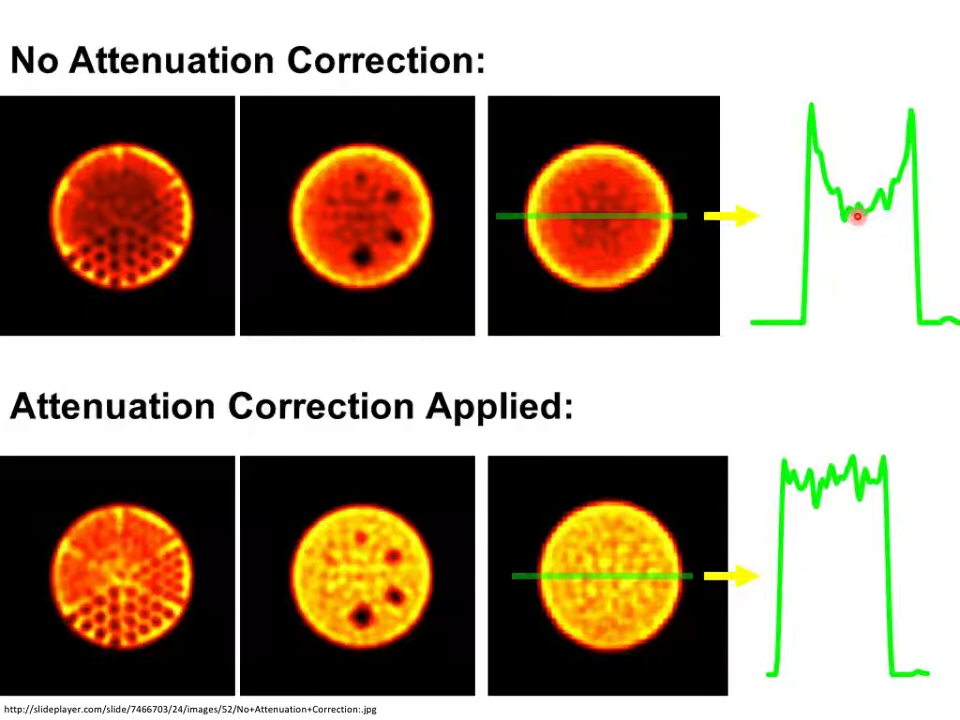 No Attenuation Correction:
Attenuation Correction Applied:
http://slideplayer.com/slide/7466703/24/images/52/No+Attenuation+Correction:.jpg